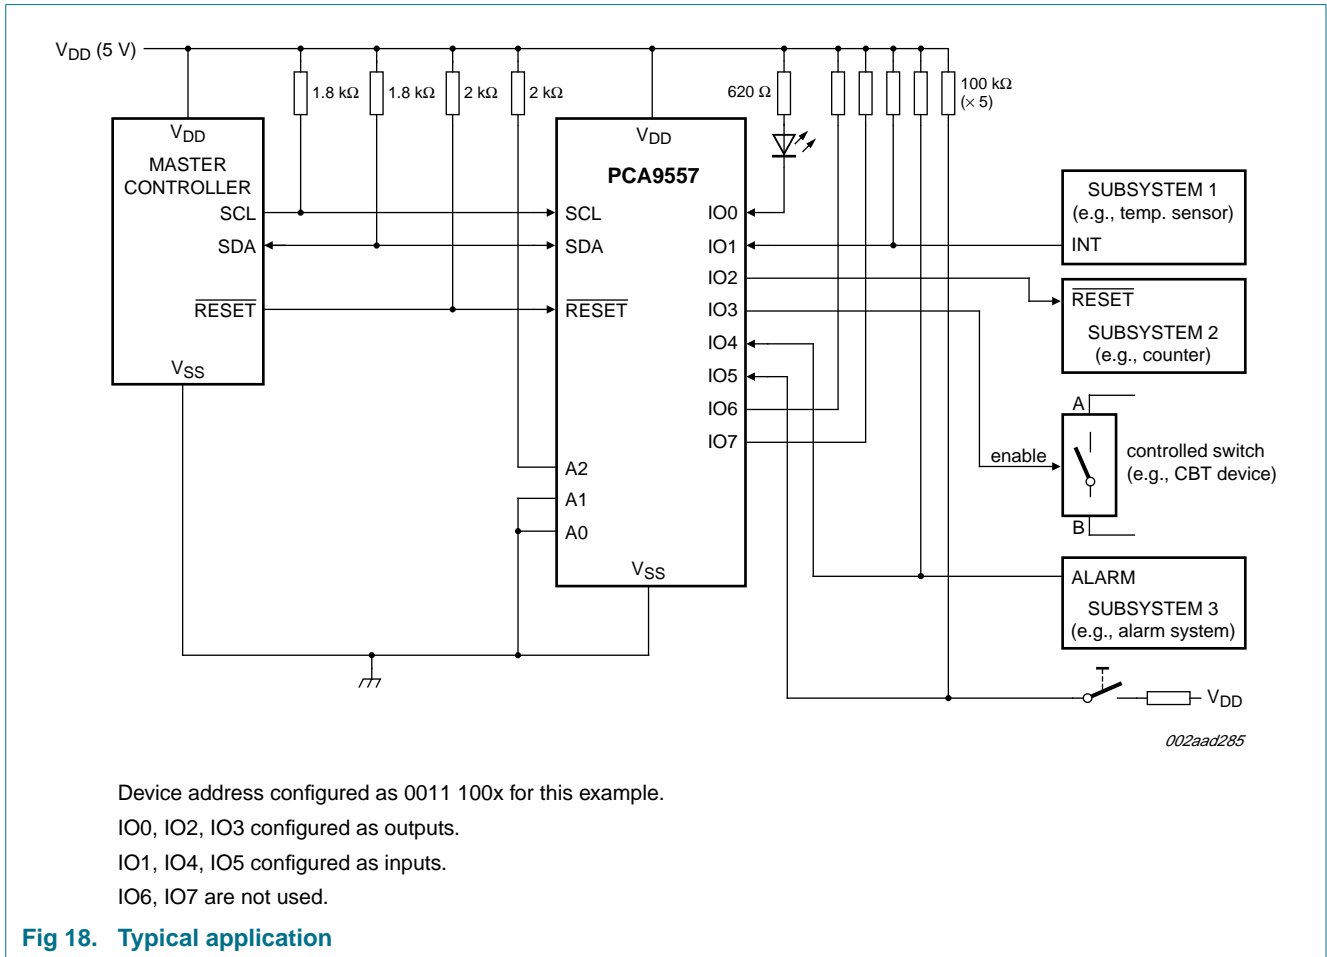 VDD (5 V)
1.8 kΩ
1.8 kΩ
2 kΩ
2 kΩ
620 Ω
100 kΩ
(× 5)
VDD
MASTER
CONTROLLER
SCL
SDA
RESET
VSS
VDD
PCA9557
SCL
SDA
RESET
A2
A1
A0
VSS
IO0
IO1
IO2
IO3
IO4
IO5
IO6
IO7
SUBSYSTEM 1
(e.g., temp. sensor)
INT
RESET
SUBSYSTEM 2
(e.g., counter)
A
enable
controlled switch
(e.g., CBT device)
B
ALARM
SUBSYSTEM 3
(e.g., alarm system)
VDD
002aad285
Device address configured as 0011 100x for this example.
IO0, IO2, IO3 configured as outputs.
IO1, IO4, IO5 configured as inputs.
IO6, IO7 are not used.
Fig 18. Typical application